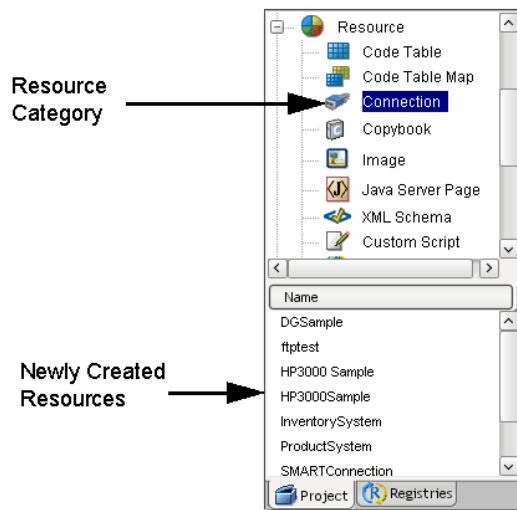 Resource
Code Table
Code Table Map
Resource
Category
Connection
Copybook
Image
Java Server Page
XML Schema
Custom Script
Name
DGSample
ftptest
HP3000 Sample
Newly Created
Resources
HP3000Sample
InventorySystem
ProductSystem
SMARTConnection
Project
Registries